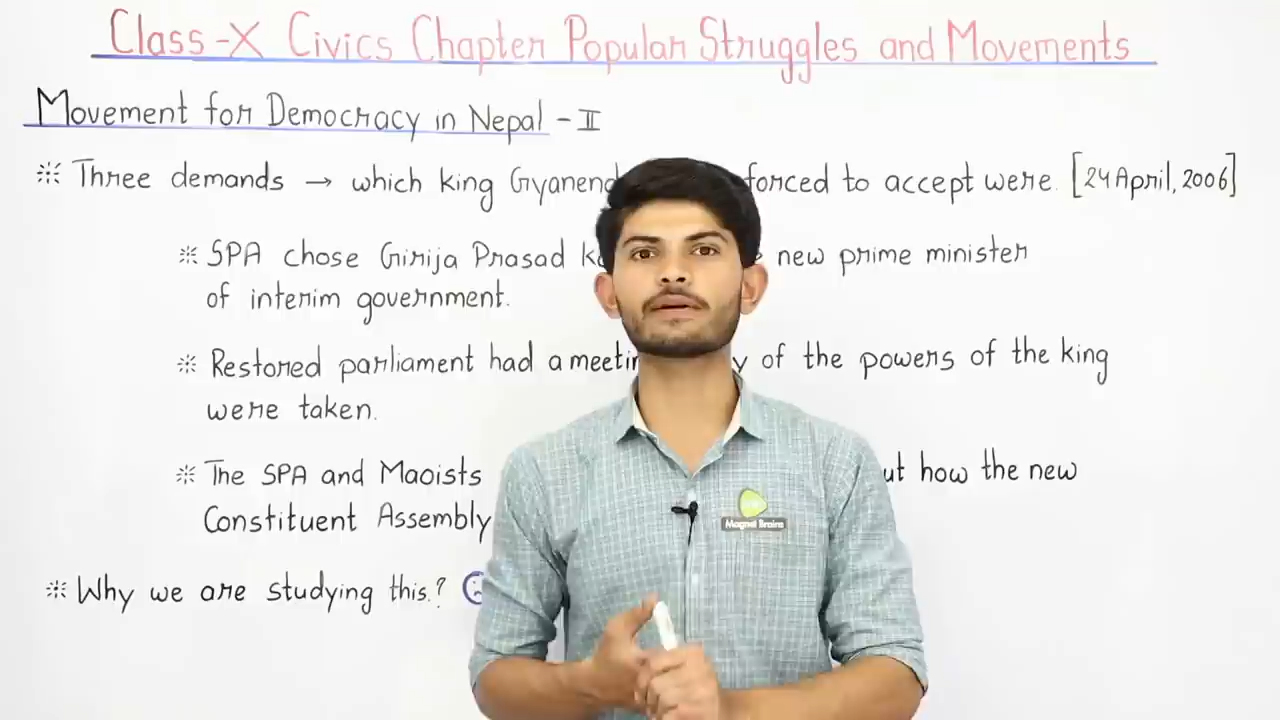 Class-X Civics Chapter Popular Struggles and Movements
Movement for Democracy in Nepal - II
Three demands → which king forced to accept were. [24 April, 2006]
SPA chose Girija Prasad new prime minister
of interim government.
Restored parliament had a of the powers of the king
were taken.
The SPA and Maoists how the new
Constituent Assembly
Why we are studying this.?
Magnet Brains